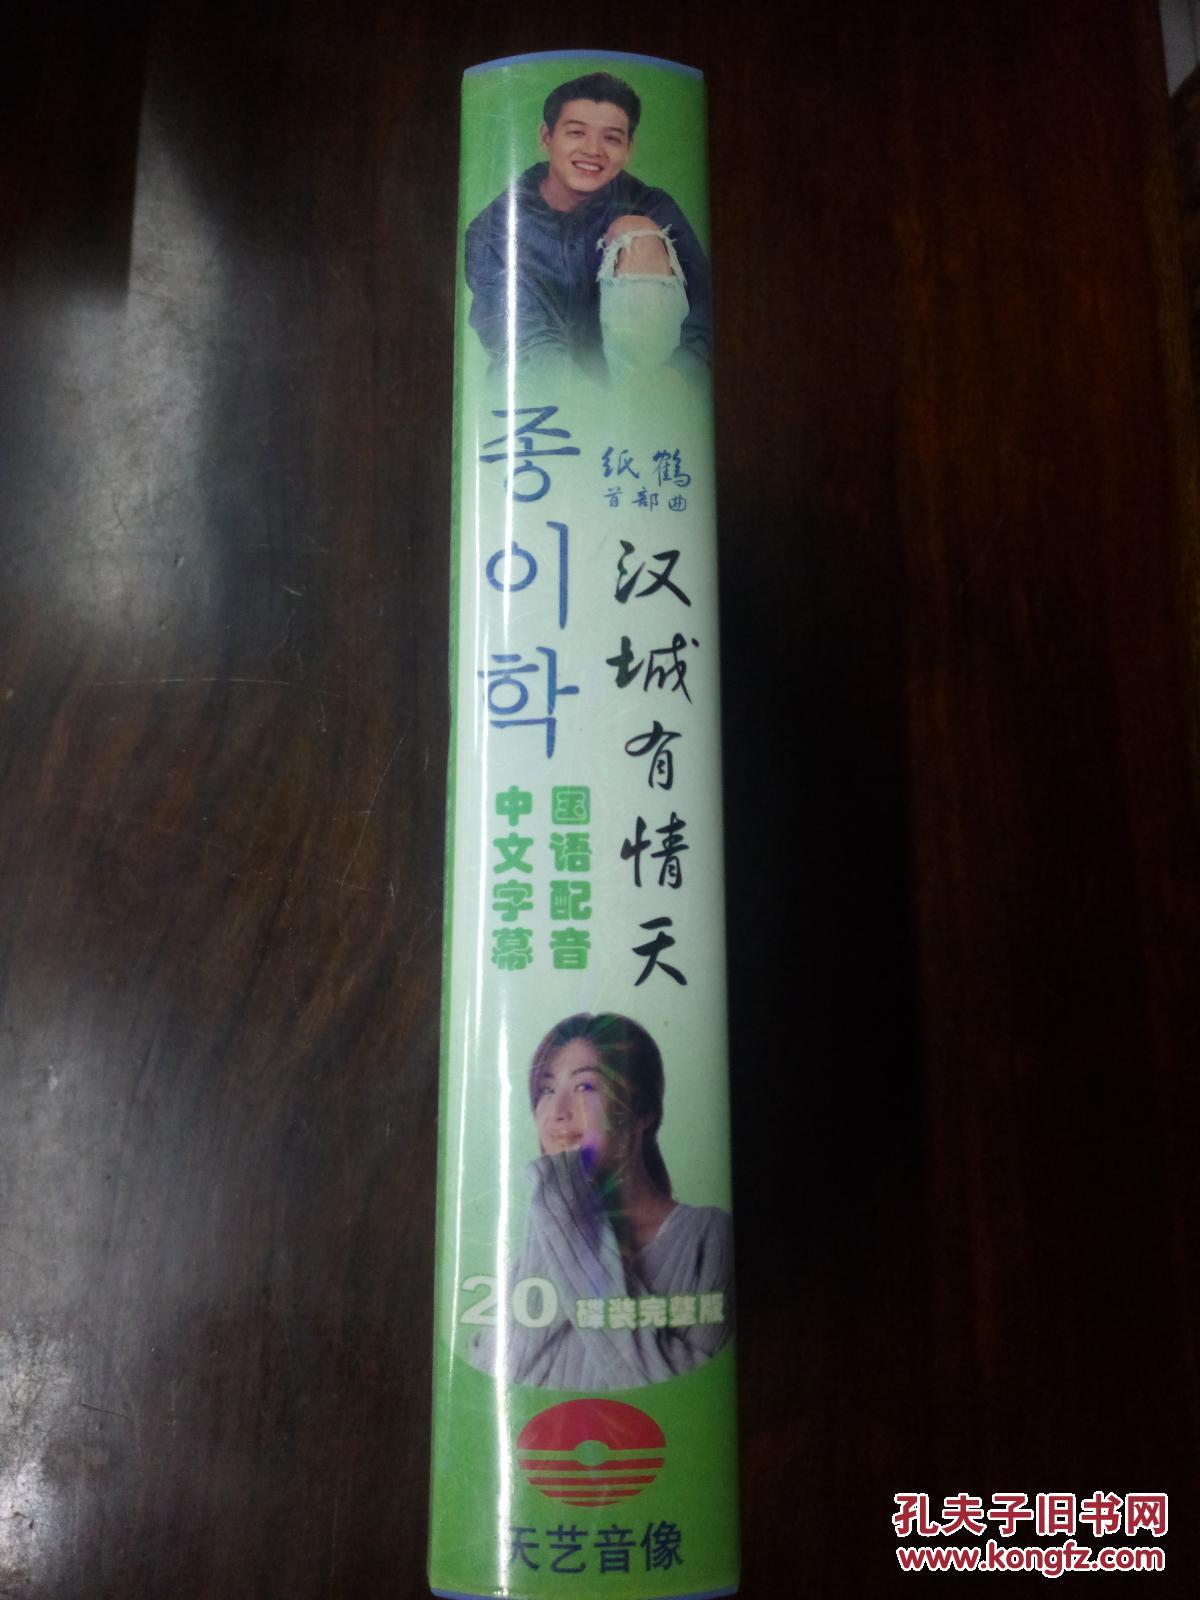 종이학
纸鹤
首部曲
汉城有情天
国语配音
中文字幕
20 碟装完整版
天艺音像
孔夫子旧书网
www.kongfz.com